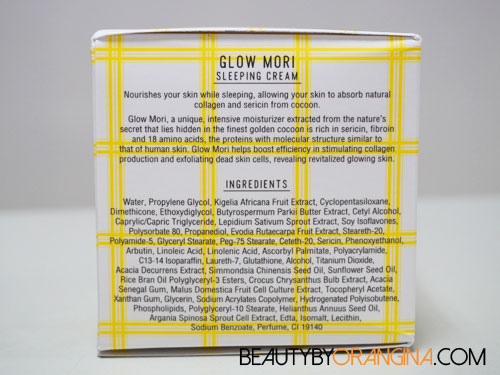 GLOW MORI
SLEEPING CREAM
Nourishes your skin while sleeping, allowing your skin to absorb natural
collagen and sericin from cocoon.
Glow Mori, a unique, intensive moisturizer extracted from the nature's
secret that lies hidden in the finest golden cocoon is rich in sericin, fibroin
and 18 amino acids, the proteins with molecular structure similar to
that of human skin. Glow Mori helps boost efficiency in stimulating collagen
production and exfoliating dead skin cells, revealing revitalized glowing skin.
INGREDIENTS
Water, Propylene Glycol, Kigelia Africana Fruit Extract, Cyclopentasiloxane,
Dimethicone, Ethoxydiglycol, Butyrospermum Parkii Butter Extract, Cetyl Alcohol,
Caprylic/Capric Triglyceride, Lepidium Sativum Sprout Extract, Soy Isoflavones,
Polysorbate 80, Propanediol, Evodia Rutaecarpa Fruit Extract, Steareth-20,
Polyamide-5, Glyceryl Stearate, Peg-75 Stearate, Ceteth-20, Sericin, Phenoxyethanol,
Arbutin, Linoleic Acid, Linolenic Acid, Ascorbyl Palmitate, Polyacrylamide,
C13-14 Isoparaffin, Laureth-7, Glutathione, Alcohol, Titanium Dioxide,
Acacia Decurrens Extract, Simmondsia Chinensis Seed Oil, Sunflower Seed Oil,
Rice Bran Oil Polyglyceryl-3 Esters, Crocus Chrysanthus Bulb Extract, Acacia
Senegal Gum, Malus Domestica Fruit Cell Culture Extract, Tocopheryl Acetate,
Xanthan Gum, Glycerin, Sodium Acrylates Copolymer, Hydrogenated Polyisobutene,
Phospholipids, Polyglyceryl-10 Stearate, Helianthus Annuus Seed Oil,
Argania Spinosa Sprout Cell Extract, Edta, Isomalt, Lecithin,
Sodium Benzoate, Perfume, CI 19140
BEAUTYBYORANGINA.COM